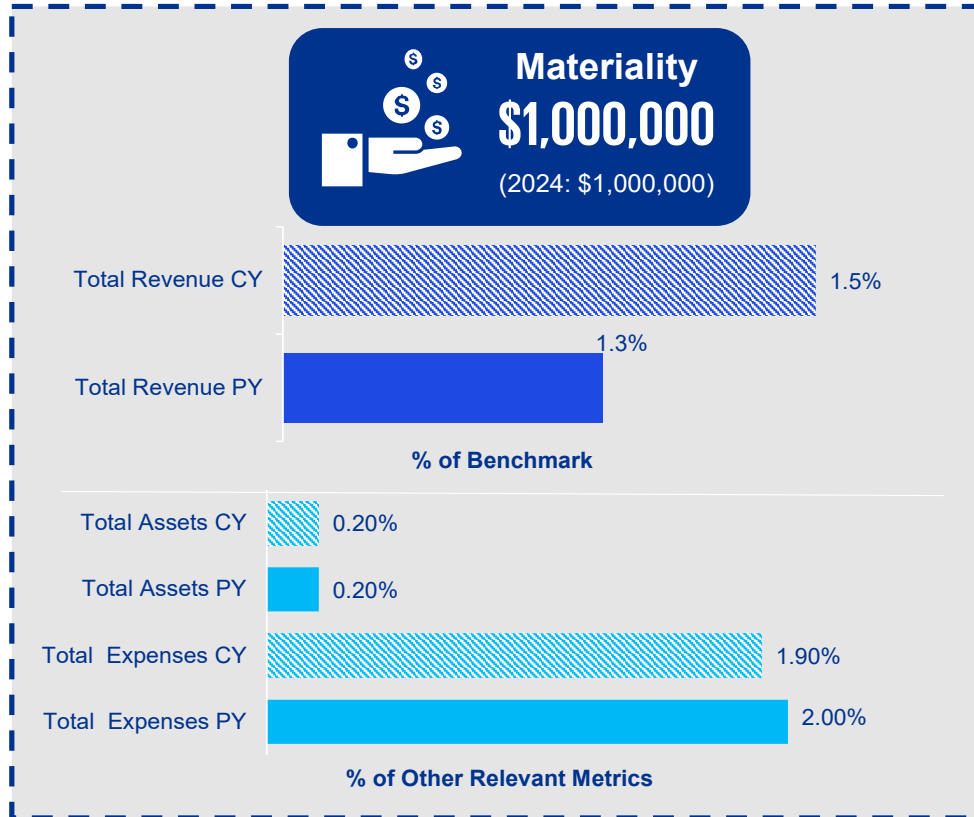 $
$
$
$
Materiality
$1,000,000
(2024: $1,000,000)
Total Revenue CY 1.5%
1.3%
Total Revenue PY
% of Benchmark
Total Assets CY 0.20%
Total Assets PY 0.20%
Total Expenses CY 1.90%
Total Expenses PY 2.00%
% of Other Relevant Metrics